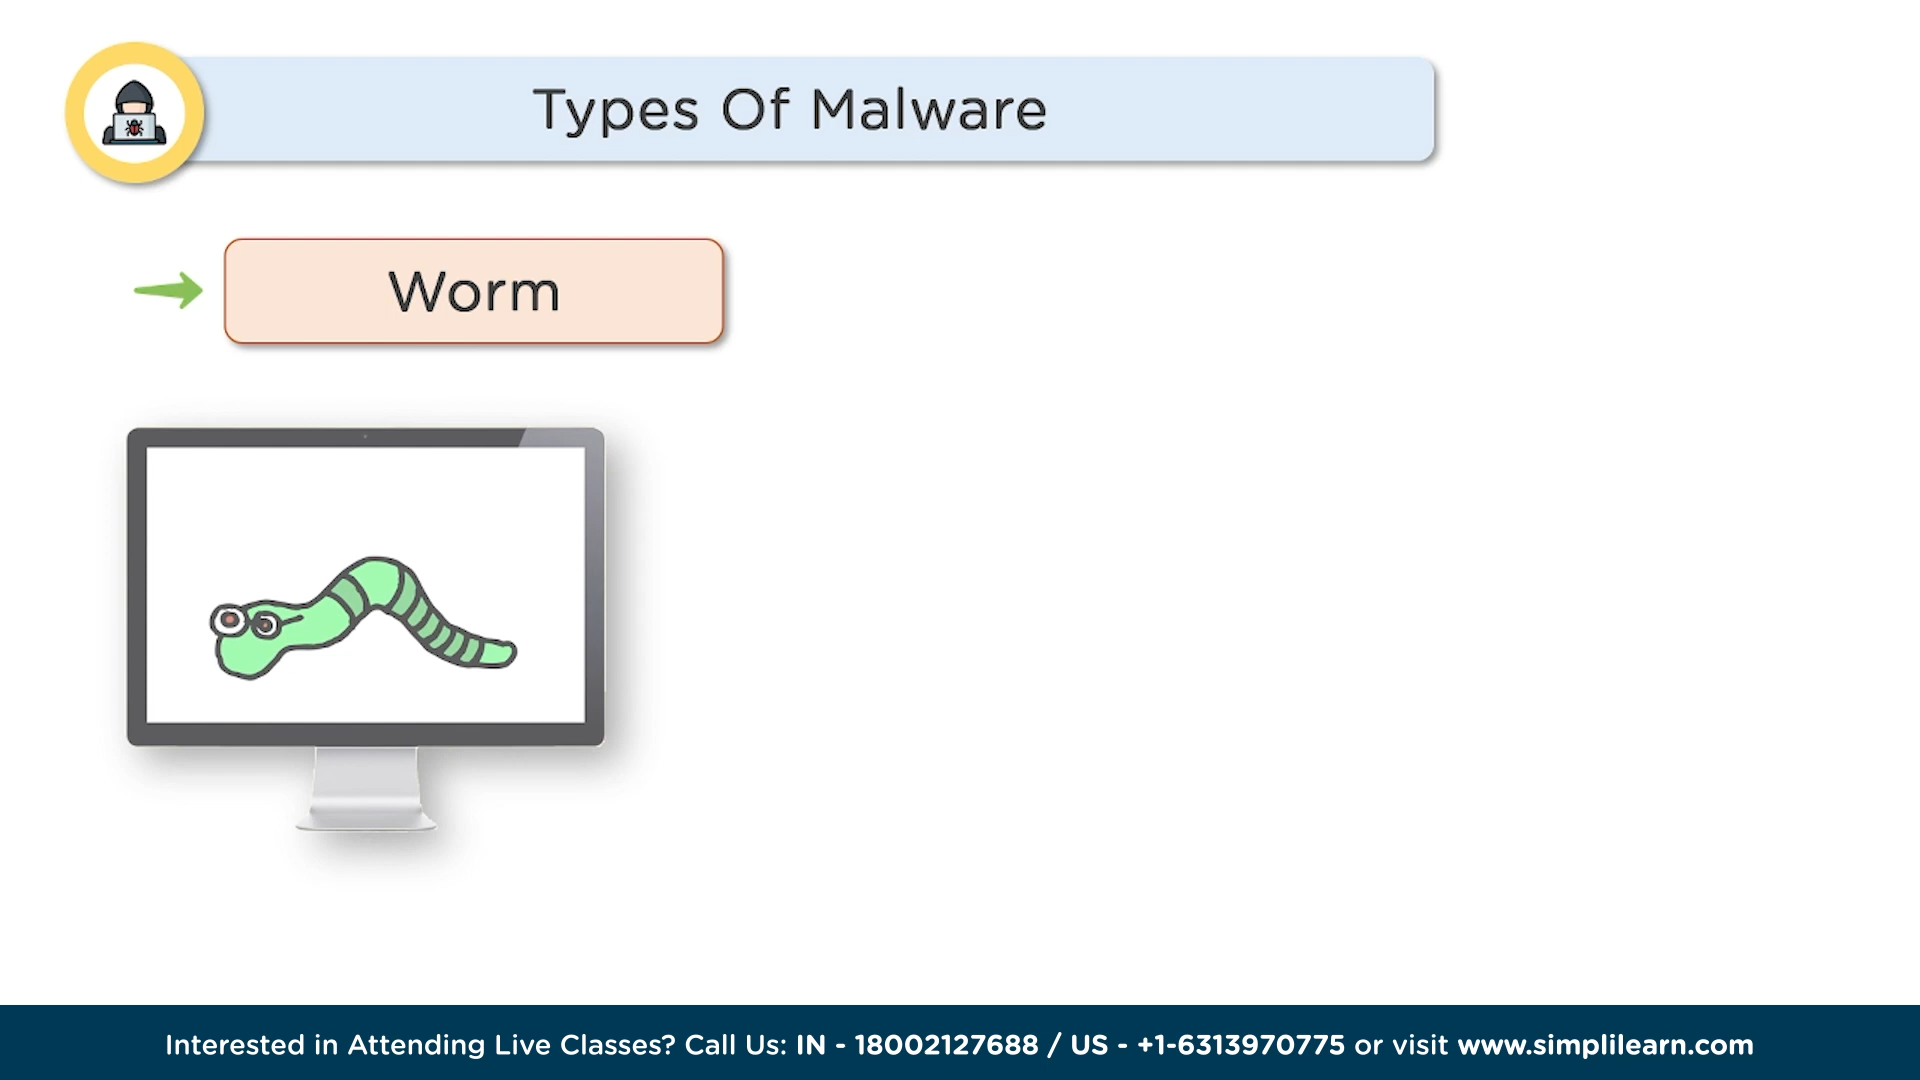 Types Of Malware
Worm
Interested in Attending Live Classes? Call Us: IN - 18002127688 / US - +1-6313970775 or visit www.simplilearn.com